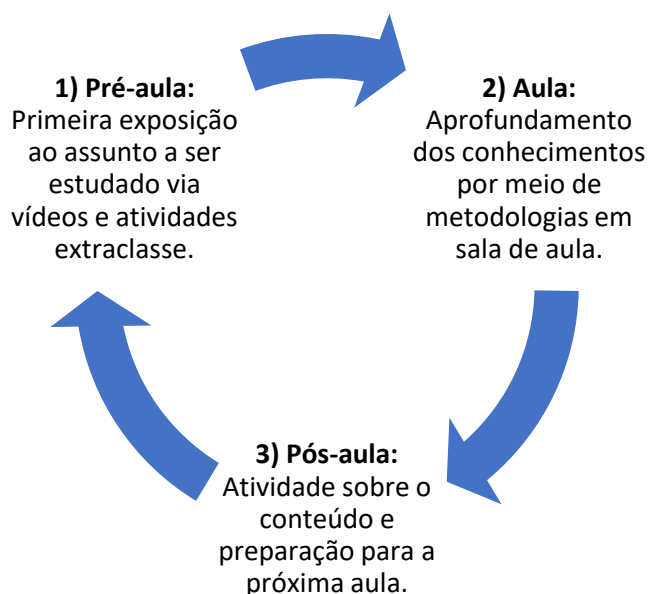 1) Pré-aula:
Primeira exposição
ao assunto a ser
estudado via
vídeos e atividades
extraclasse.
2) Aula:
Aprofundamento
dos conhecimentos
por meio de
metodologias em
sala de aula.
3) Pós-aula:
Atividade sobre o
conteúdo e
preparação para a
próxima aula.